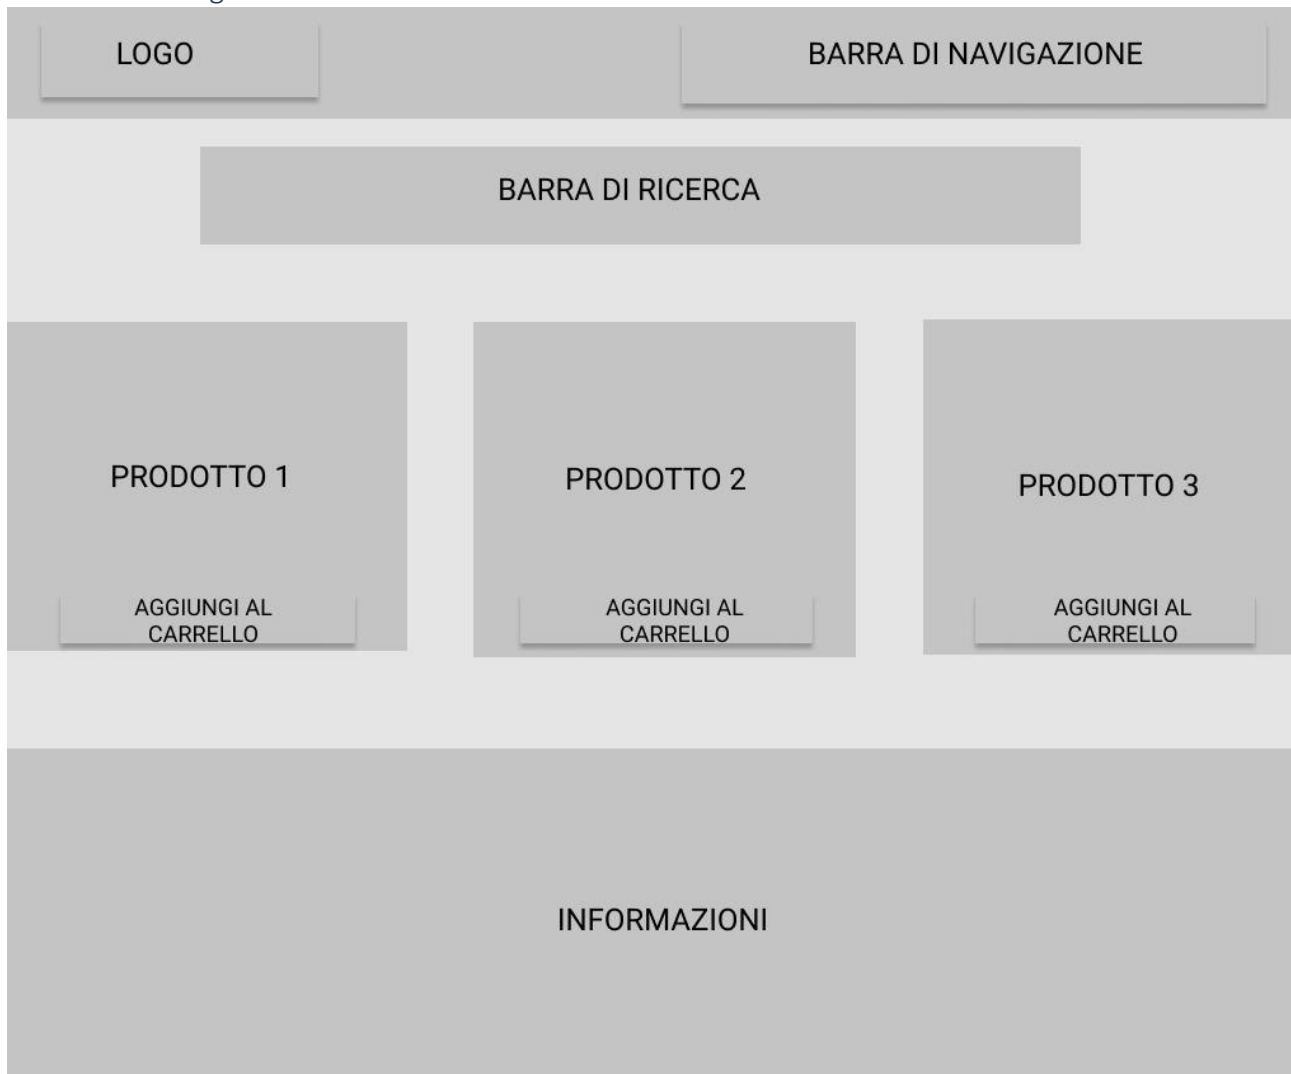 LOGO
BARRA DI NAVIGAZIONE
BARRA DI RICERCA
PRODOTTO 1
PRODOTTO 2
PRODOTTO 3
AGGIUNGI AL
CARRELLO
AGGIUNGI AL
CARRELLO
AGGIUNGI AL
CARRELLO
INFORMAZIONI